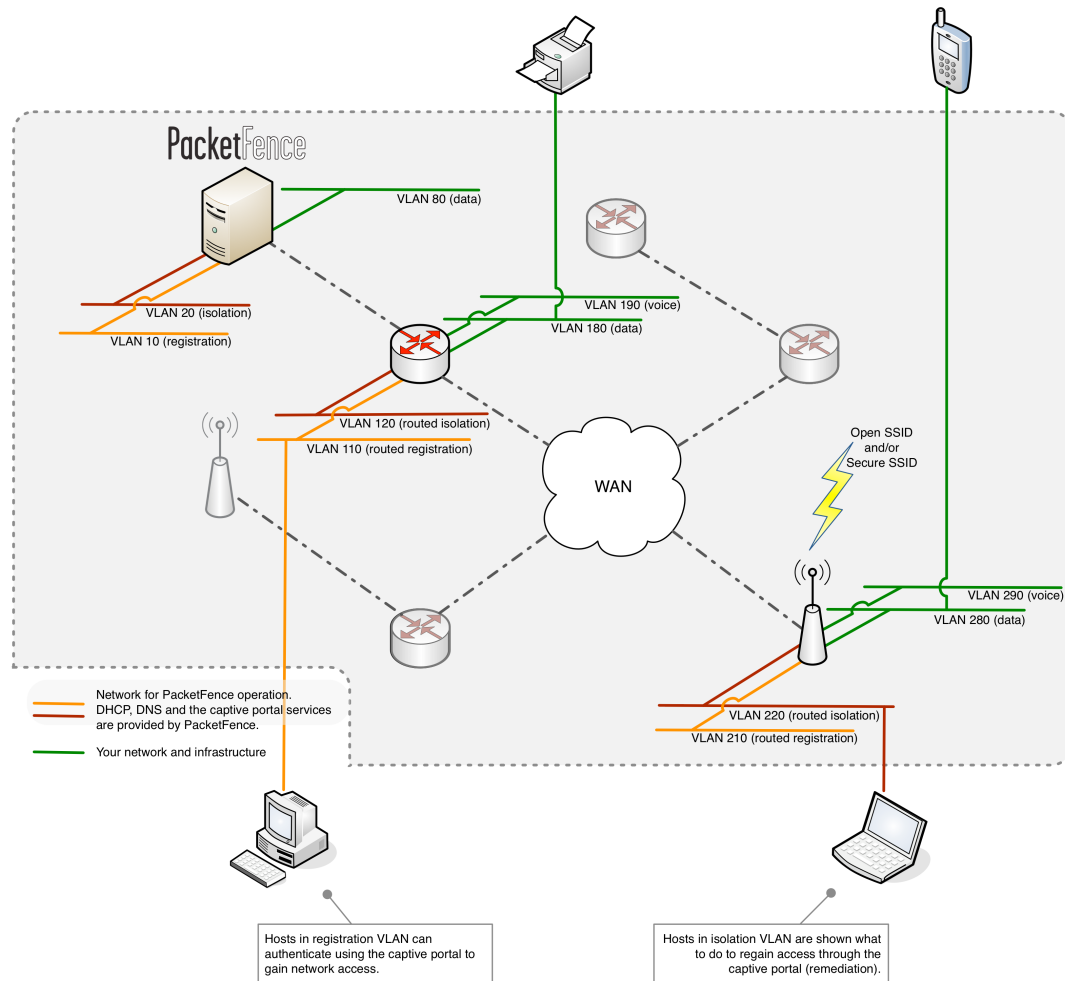 PacketFence
VLAN 80 (data)
VLAN 20 (isolation)
VLAN 10 (registration)
VLAN 190 (voice)
VLAN 180 (data)
VLAN 120 (routed isolation)
VLAN 110 (routed registration)
WAN
Open SSID
and/or
Secure SSID
VLAN 290 (voice)
VLAN 280 (data)
VLAN 220 (routed isolation)
VLAN 210 (routed registration)
Network for PacketFence operation.
DHCP, DNS and the captive portal services
are provided by PacketFence.
Your network and infrastructure
Hosts in registration VLAN can
authenticate using the captive portal to
gain network access.
Hosts in isolation VLAN are shown what
to do to regain access through the
captive portal (remediation).